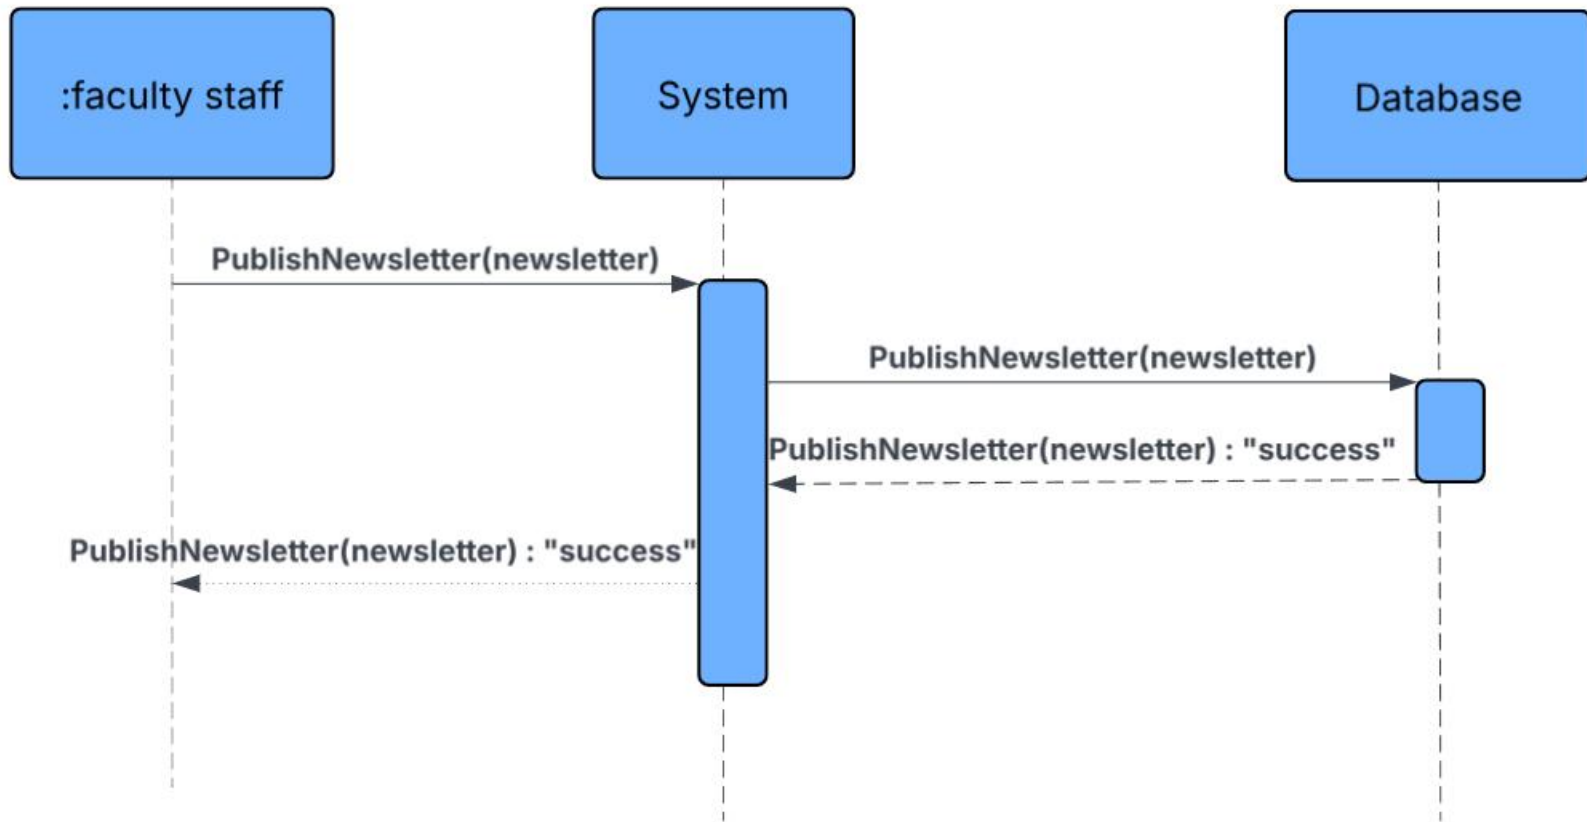 :faculty staff
System
Database
PublishNewsletter(newsletter)
PublishNewsletter(newsletter)
PublishNewsletter(newsletter) : "success"
PublishNewsletter(newsletter) : "success"